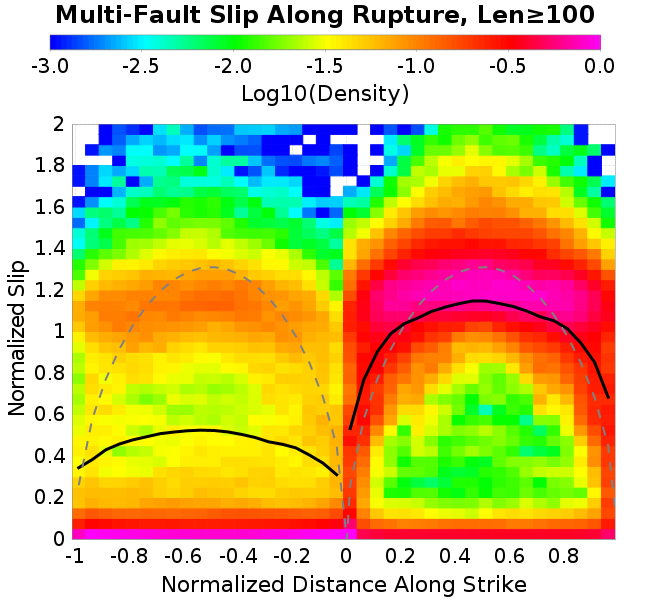 Multi-Fault Slip Along Rupture, Len≥100
-3.0 -2.5 -2.0 -1.5 -1.0 -0.5 0.0
Log10(Density)
2
1.8
1.6
1.4
1.2
1
0.8
0.6
0.4
0.2
0
Normalized Slip
-1 -0.8 -0.6 -0.4 -0.2 0 0.2 0.4 0.6 0.8
Normalized Distance Along Strike